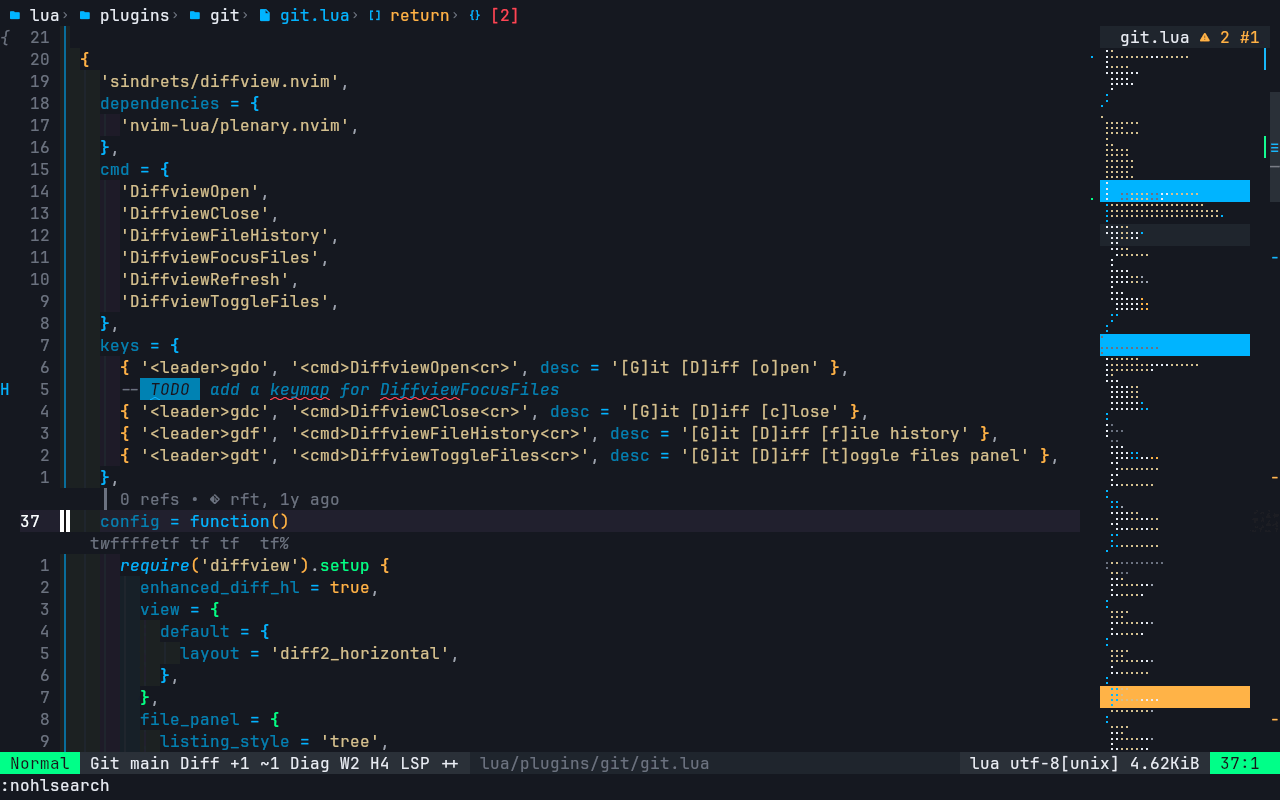 lua› plugins› git› git.lua› [] return› {} [2]
{ 21 git.lua ▲ 2 #1
20 {
19 'sindrets/diffview.nvim',
18 dependencies = {
17 'nvim-lua/plenary.nvim',
16 },
15 cmd = {
14 'DiffviewOpen',
13 'DiffviewClose',
12 'DiffviewFileHistory',
11 'DiffviewFocusFiles',
10 'DiffviewRefresh',
9 'DiffviewToggleFiles',
8 },
7 keys = {
6 { '<leader>gdo', '<cmd>DiffviewOpen<cr>', desc = '[G]it [D]iff [o]pen' },
H 5 -- TODO add a keymap for DiffviewFocusFiles
4 { '<leader>gdc', '<cmd>DiffviewClose<cr>', desc = '[G]it [D]iff [c]lose' },
3 { '<leader>gdf', '<cmd>DiffviewFileHistory<cr>', desc = '[G]it [D]iff [f]ile history' },
2 { '<leader>gdt', '<cmd>DiffviewToggleFiles<cr>', desc = '[G]it [D]iff [t]oggle files panel' },
1 },
0 refs • rft, 1y ago
37 config = function()
twffffetf tf tf tf%
1 require('diffview').setup {
2 enhanced_diff_hl = true,
3 view = {
4 default = {
5 layout = 'diff2_horizontal',
6 },
7 },
8 file_panel = {
9 listing_style = 'tree',
Normal Git main Diff +1 ~1 Diag W2 H4 LSP ++ lua/plugins/git/git.lua lua utf-8[unix] 4.62KiB 37:1
:nohlsearch